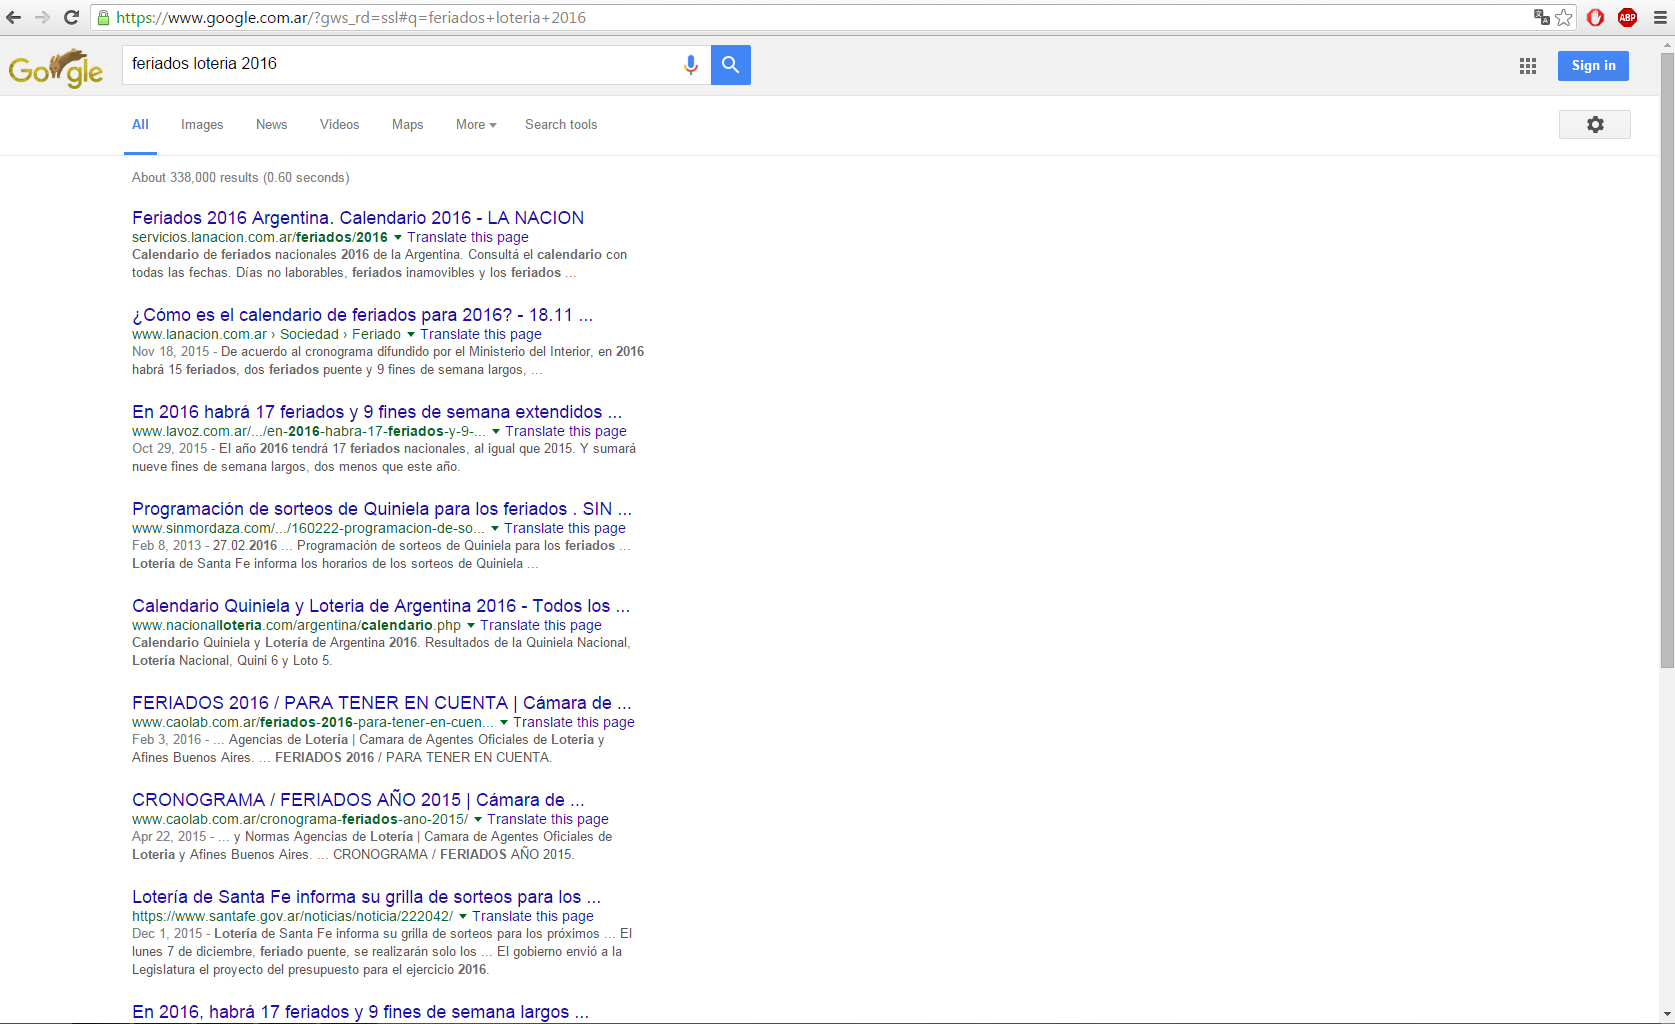 https://www.google.com.ar/?gws_rd=ssl#q=feriados+loteria+2016
ABP
Google
feriados loteria 2016
Sign in
All Images News Videos Maps More Search tools
About 338,000 results (0.60 seconds)
Feriados 2016 Argentina. Calendario 2016 - LA NACION
servicios.lanacion.com.ar/feriados/2016 Translate this page
Calendario de feriados nacionales 2016 de la Argentina. Consultá el calendario con
todas las fechas. Días no laborables, feriados inamovibles y los feriados ...
¿Cómo es el calendario de feriados para 2016? - 18.11 ...
www.lanacion.com.ar › Sociedad › Feriado Translate this page
Nov 18, 2015 - De acuerdo al cronograma difundido por el Ministerio del Interior, en 2016
habrá 15 feriados, dos feriados puente y 9 fines de semana largos, ...
En 2016 habrá 17 feriados y 9 fines de semana extendidos ...
www.lavoz.com.ar/.../en-2016-habra-17-feriados-y-9-... Translate this page
Oct 29, 2015 - El año 2016 tendrá 17 feriados nacionales, al igual que 2015. Y sumará
nueve fines de semana largos, dos menos que este año.
Programación de sorteos de Quiniela para los feriados . SIN ...
www.sinmordaza.com/.../160222-programacion-de-so... Translate this page
Feb 8, 2013 - 27.02.2016 ... Programación de sorteos de Quiniela para los feriados ...
Lotería de Santa Fe informa los horarios de los sorteos de Quiniela ...
Calendario Quiniela y Loteria de Argentina 2016 - Todos los ...
www.nacionalloteria.com/argentina/calendario.php Translate this page
Calendario Quiniela y Loteria de Argentina 2016. Resultados de la Quiniela Nacional,
Lotería Nacional, Quini 6 y Loto 5.
FERIADOS 2016 / PARA TENER EN CUENTA | Cámara de ...
www.caolab.com.ar/feriados-2016-para-tener-en-cuen... Translate this page
Feb 3, 2016 - ... Agencias de Lotería | Camara de Agentes Oficiales de Loteria y
Afines Buenos Aires. ... FERIADOS 2016 / PARA TENER EN CUENTA.
CRONOGRAMA / FERIADOS AÑO 2015 | Cámara de ...
www.caolab.com.ar/cronograma-feriados-ano-2015/ Translate this page
Apr 22, 2015 - ... y Normas Agencias de Lotería | Camara de Agentes Oficiales de
Loteria y Afines Buenos Aires. ... CRONOGRAMA / FERIADOS AÑO 2015.
Lotería de Santa Fe informa su grilla de sorteos para los ...
https://www.santafe.gov.ar/noticias/noticia/222042/ Translate this page
Dec 1, 2015 - Lotería de Santa Fe informa su grilla de sorteos para los próximos ... El
lunes 7 de diciembre, feriado puente, se realizarán solo los ... El gobierno envió a la
Legislatura el proyecto del presupuesto para el ejercicio 2016.
En 2016, habrá 17 feriados y 9 fines de semana largos ...